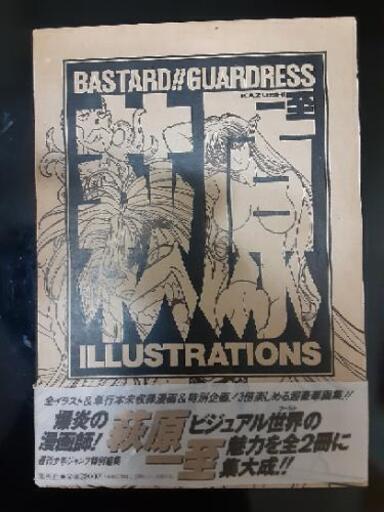 BASTARD!!GUARDRESS
KAZUSHI
萩原一至
ILLUSTRATIONS
全イラスト&単行本未収録漫画&特別企画!3倍楽しめる超豪華画集!!
爆炎の
漫画師!
萩原
一至
ビジュアル世界の
魅力を全2冊に
集大成!!
週刊少年ジャンプ特別編集
集英社